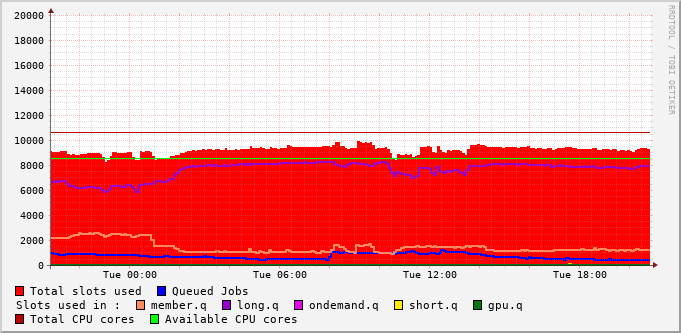 20000
18000
16000
14000
12000
10000
8000
6000
4000
2000
0
Tue 00:00 Tue 06:00 Tue 12:00 Tue 18:00
RRDTOOL / TOBI OETIKER
Total slots used Queued Jobs
Slots used in : member.q long.q ondemand.q short.q gpu.q
Total CPU cores Available CPU cores